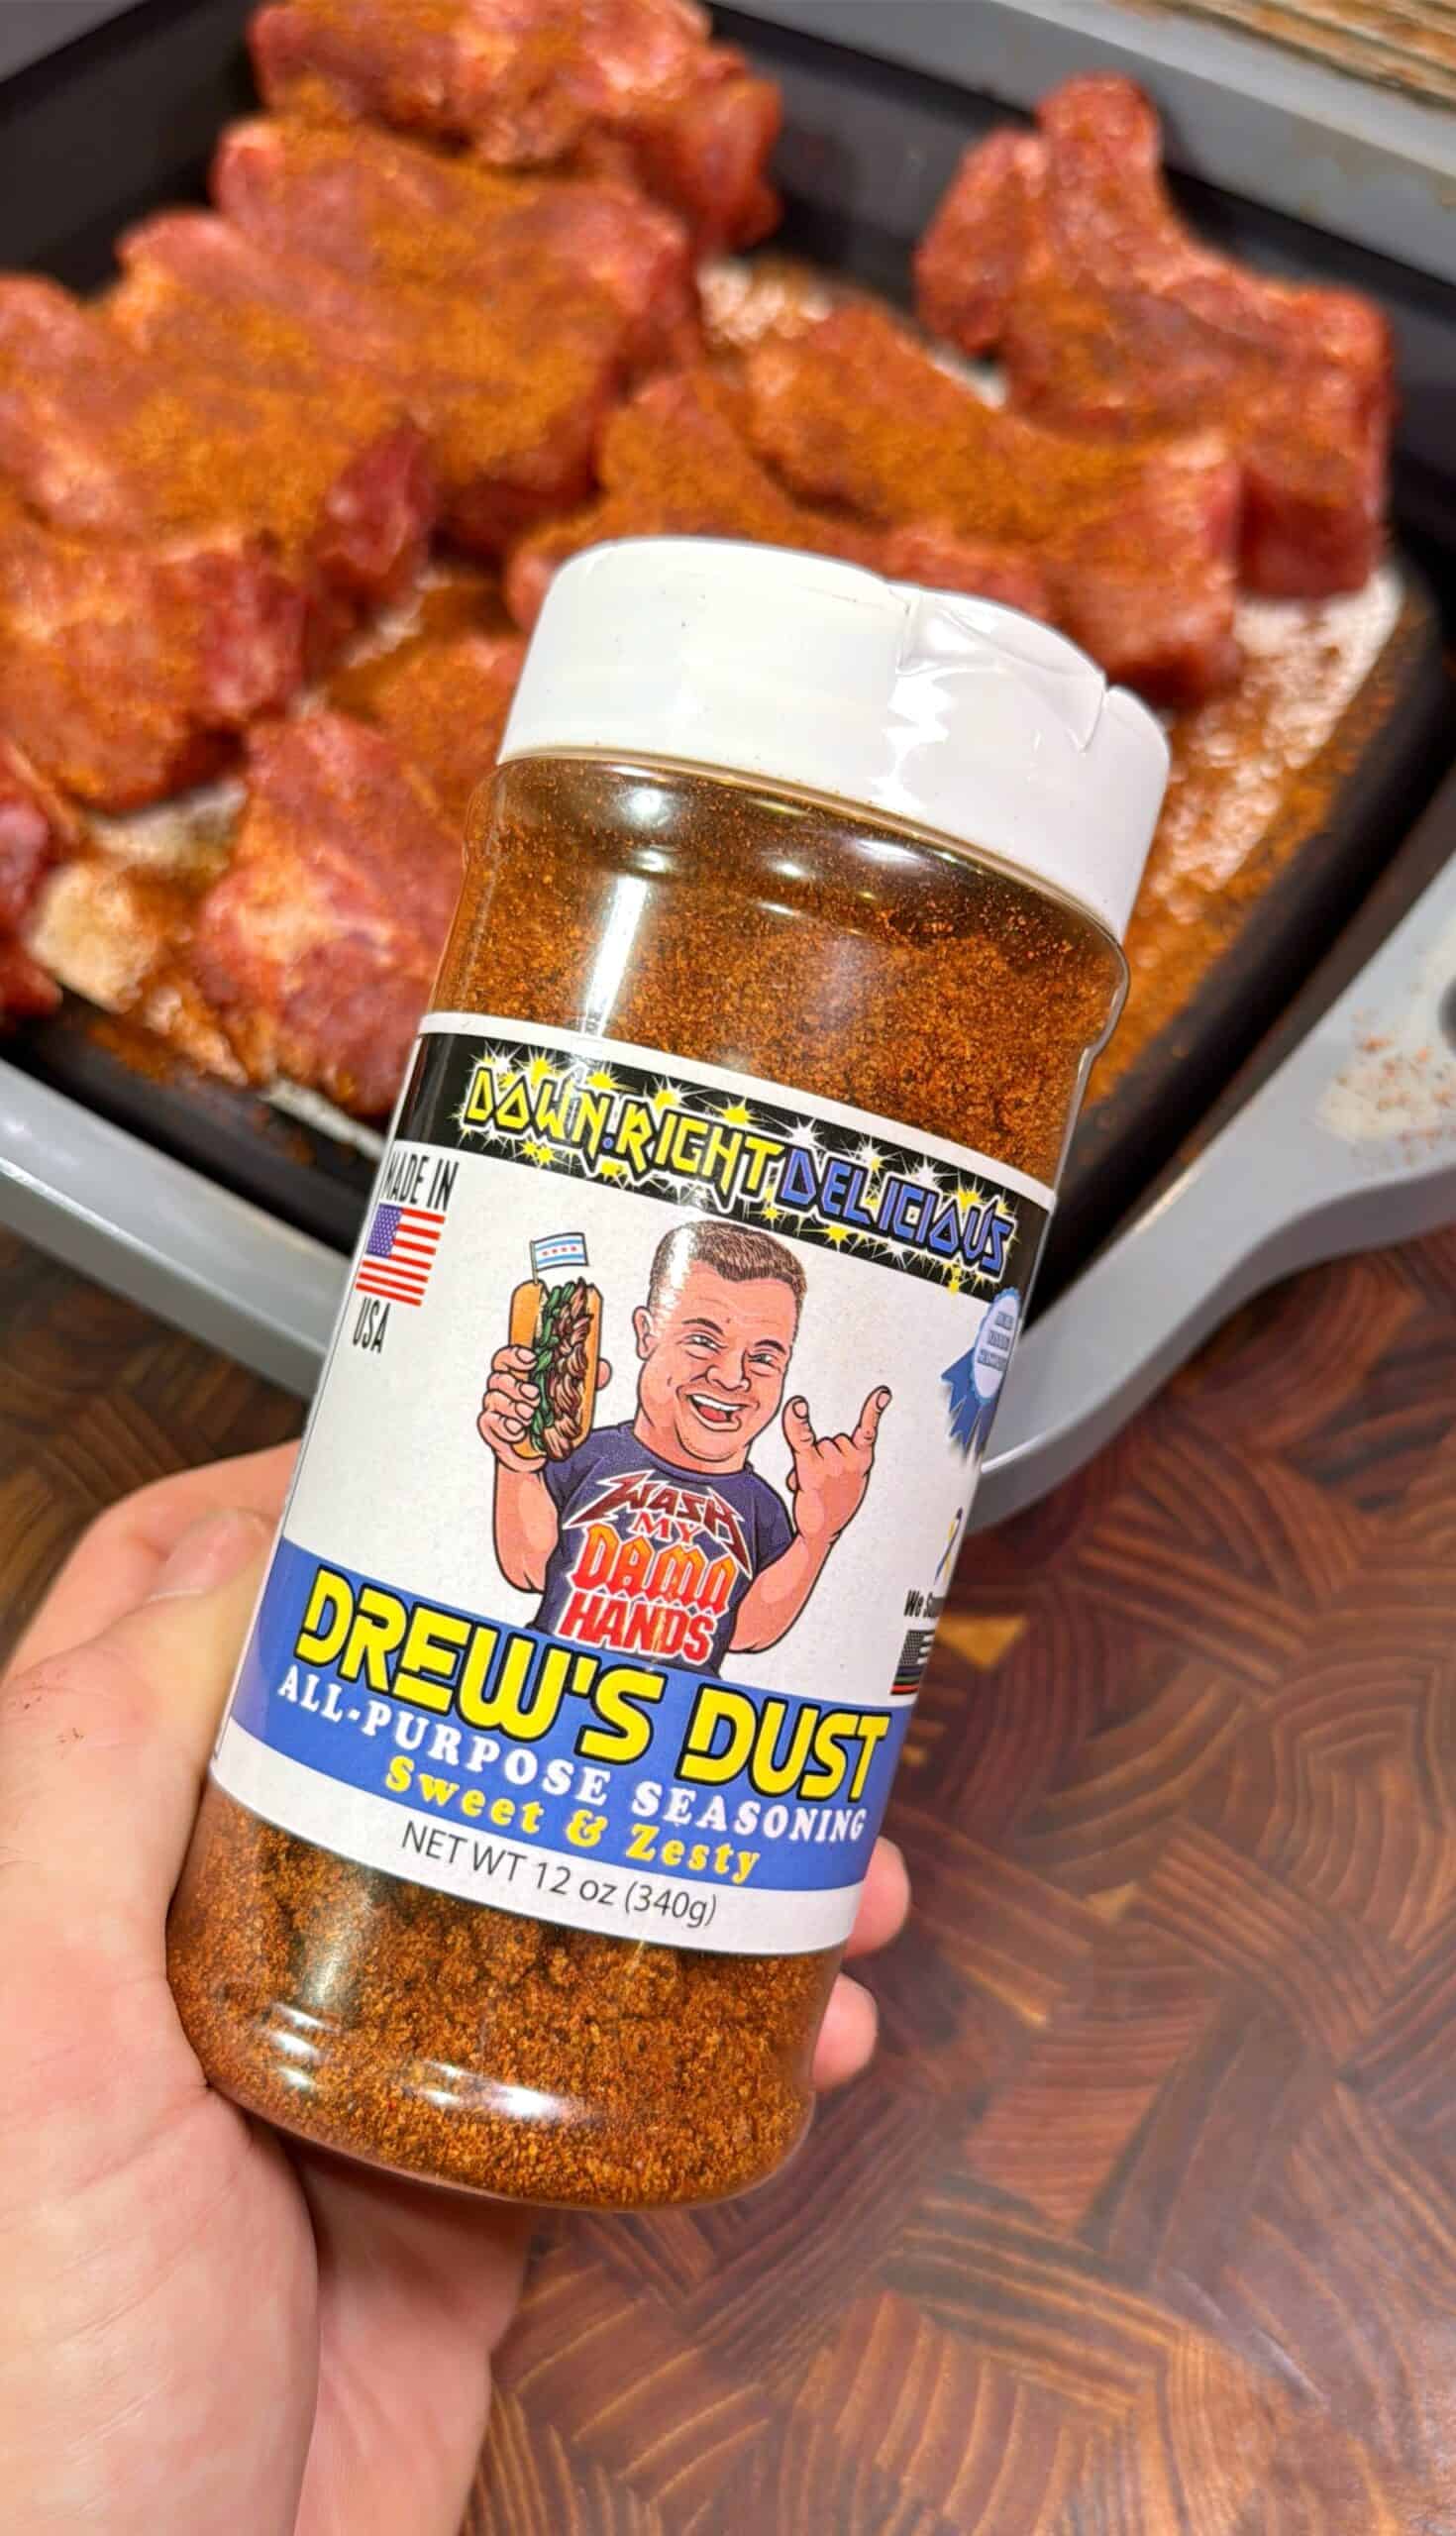 DOWN.RIGHT DELICIOUS
MADE IN
USA
WASH
MY
DAMN
HANDS
We
DREW'S DUST
ALL-PURPOSE SEASONING
Sweet & Zesty
NET WT 12 oz (340g)